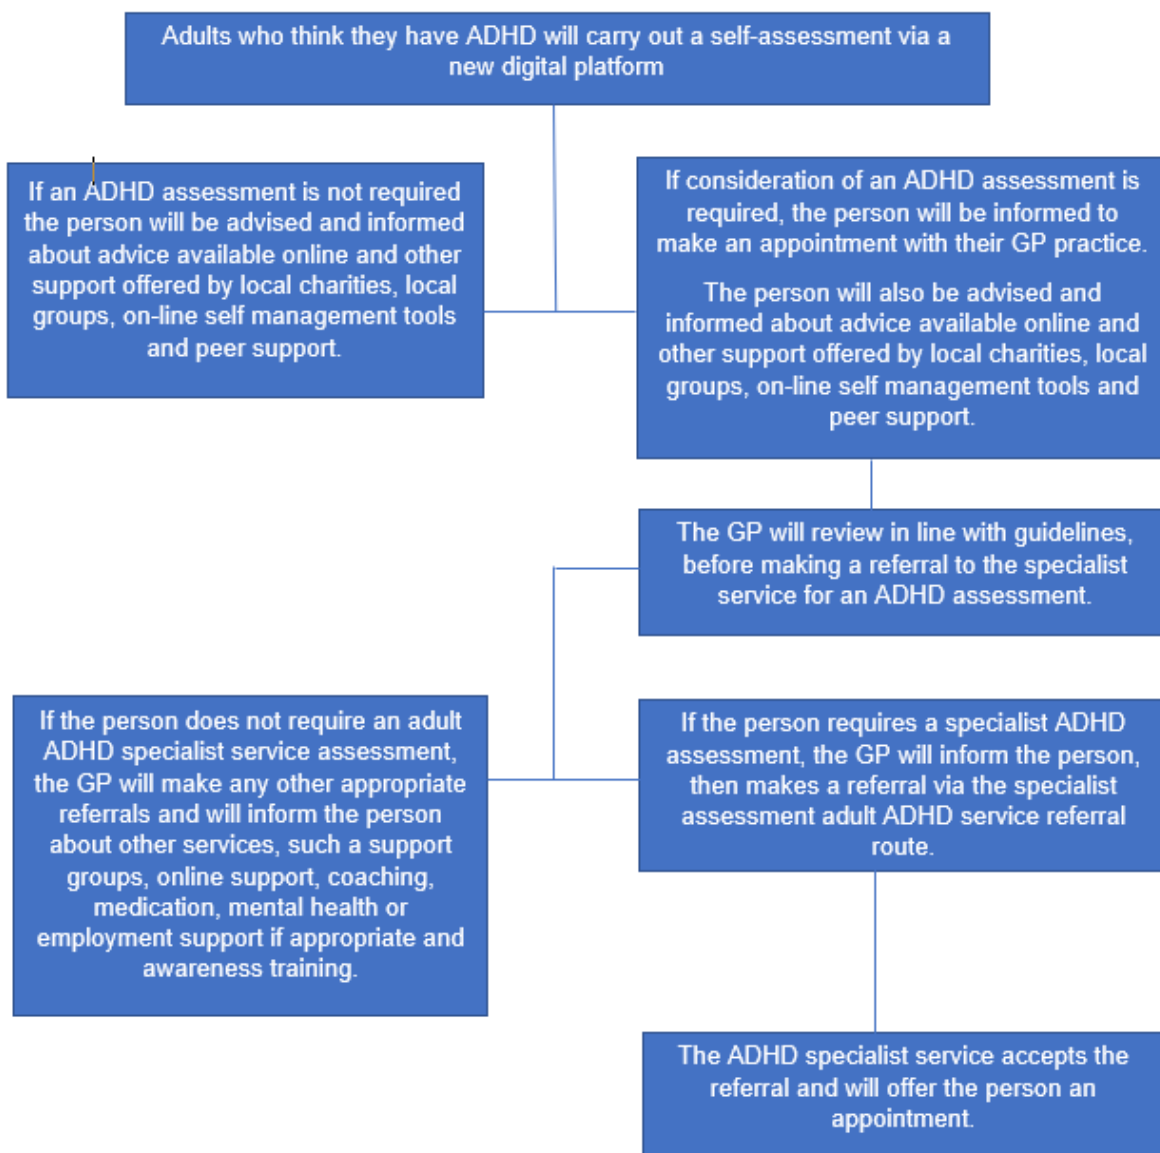 Adults who think they have ADHD will carry out a self-assessment via a
new digital platform
If an ADHD assessment is not required
the person will be advised and informed
about advice available online and other
support offered by local charities, local
groups, on-line self management tools
and peer support.
If consideration of an ADHD assessment is
required, the person will be informed to
make an appointment with their GP practice.
The person will also be advised and
informed about advice available online and
other support offered by local charities, local
groups, on-line self management tools and
peer support.
The GP will review in line with guidelines,
before making a referral to the specialist
service for an ADHD assessment.
If the person does not require an adult
ADHD specialist service assessment,
the GP will make any other appropriate
referrals and will inform the person
about other services, such a support
groups, online support, coaching,
medication, mental health or
employment support if appropriate and
awareness training.
If the person requires a specialist ADHD
assessment, the GP will inform the person,
then makes a referral via the specialist
assessment adult ADHD service referral
route.
The ADHD specialist service accepts the
referral and will offer the person an
appointment.